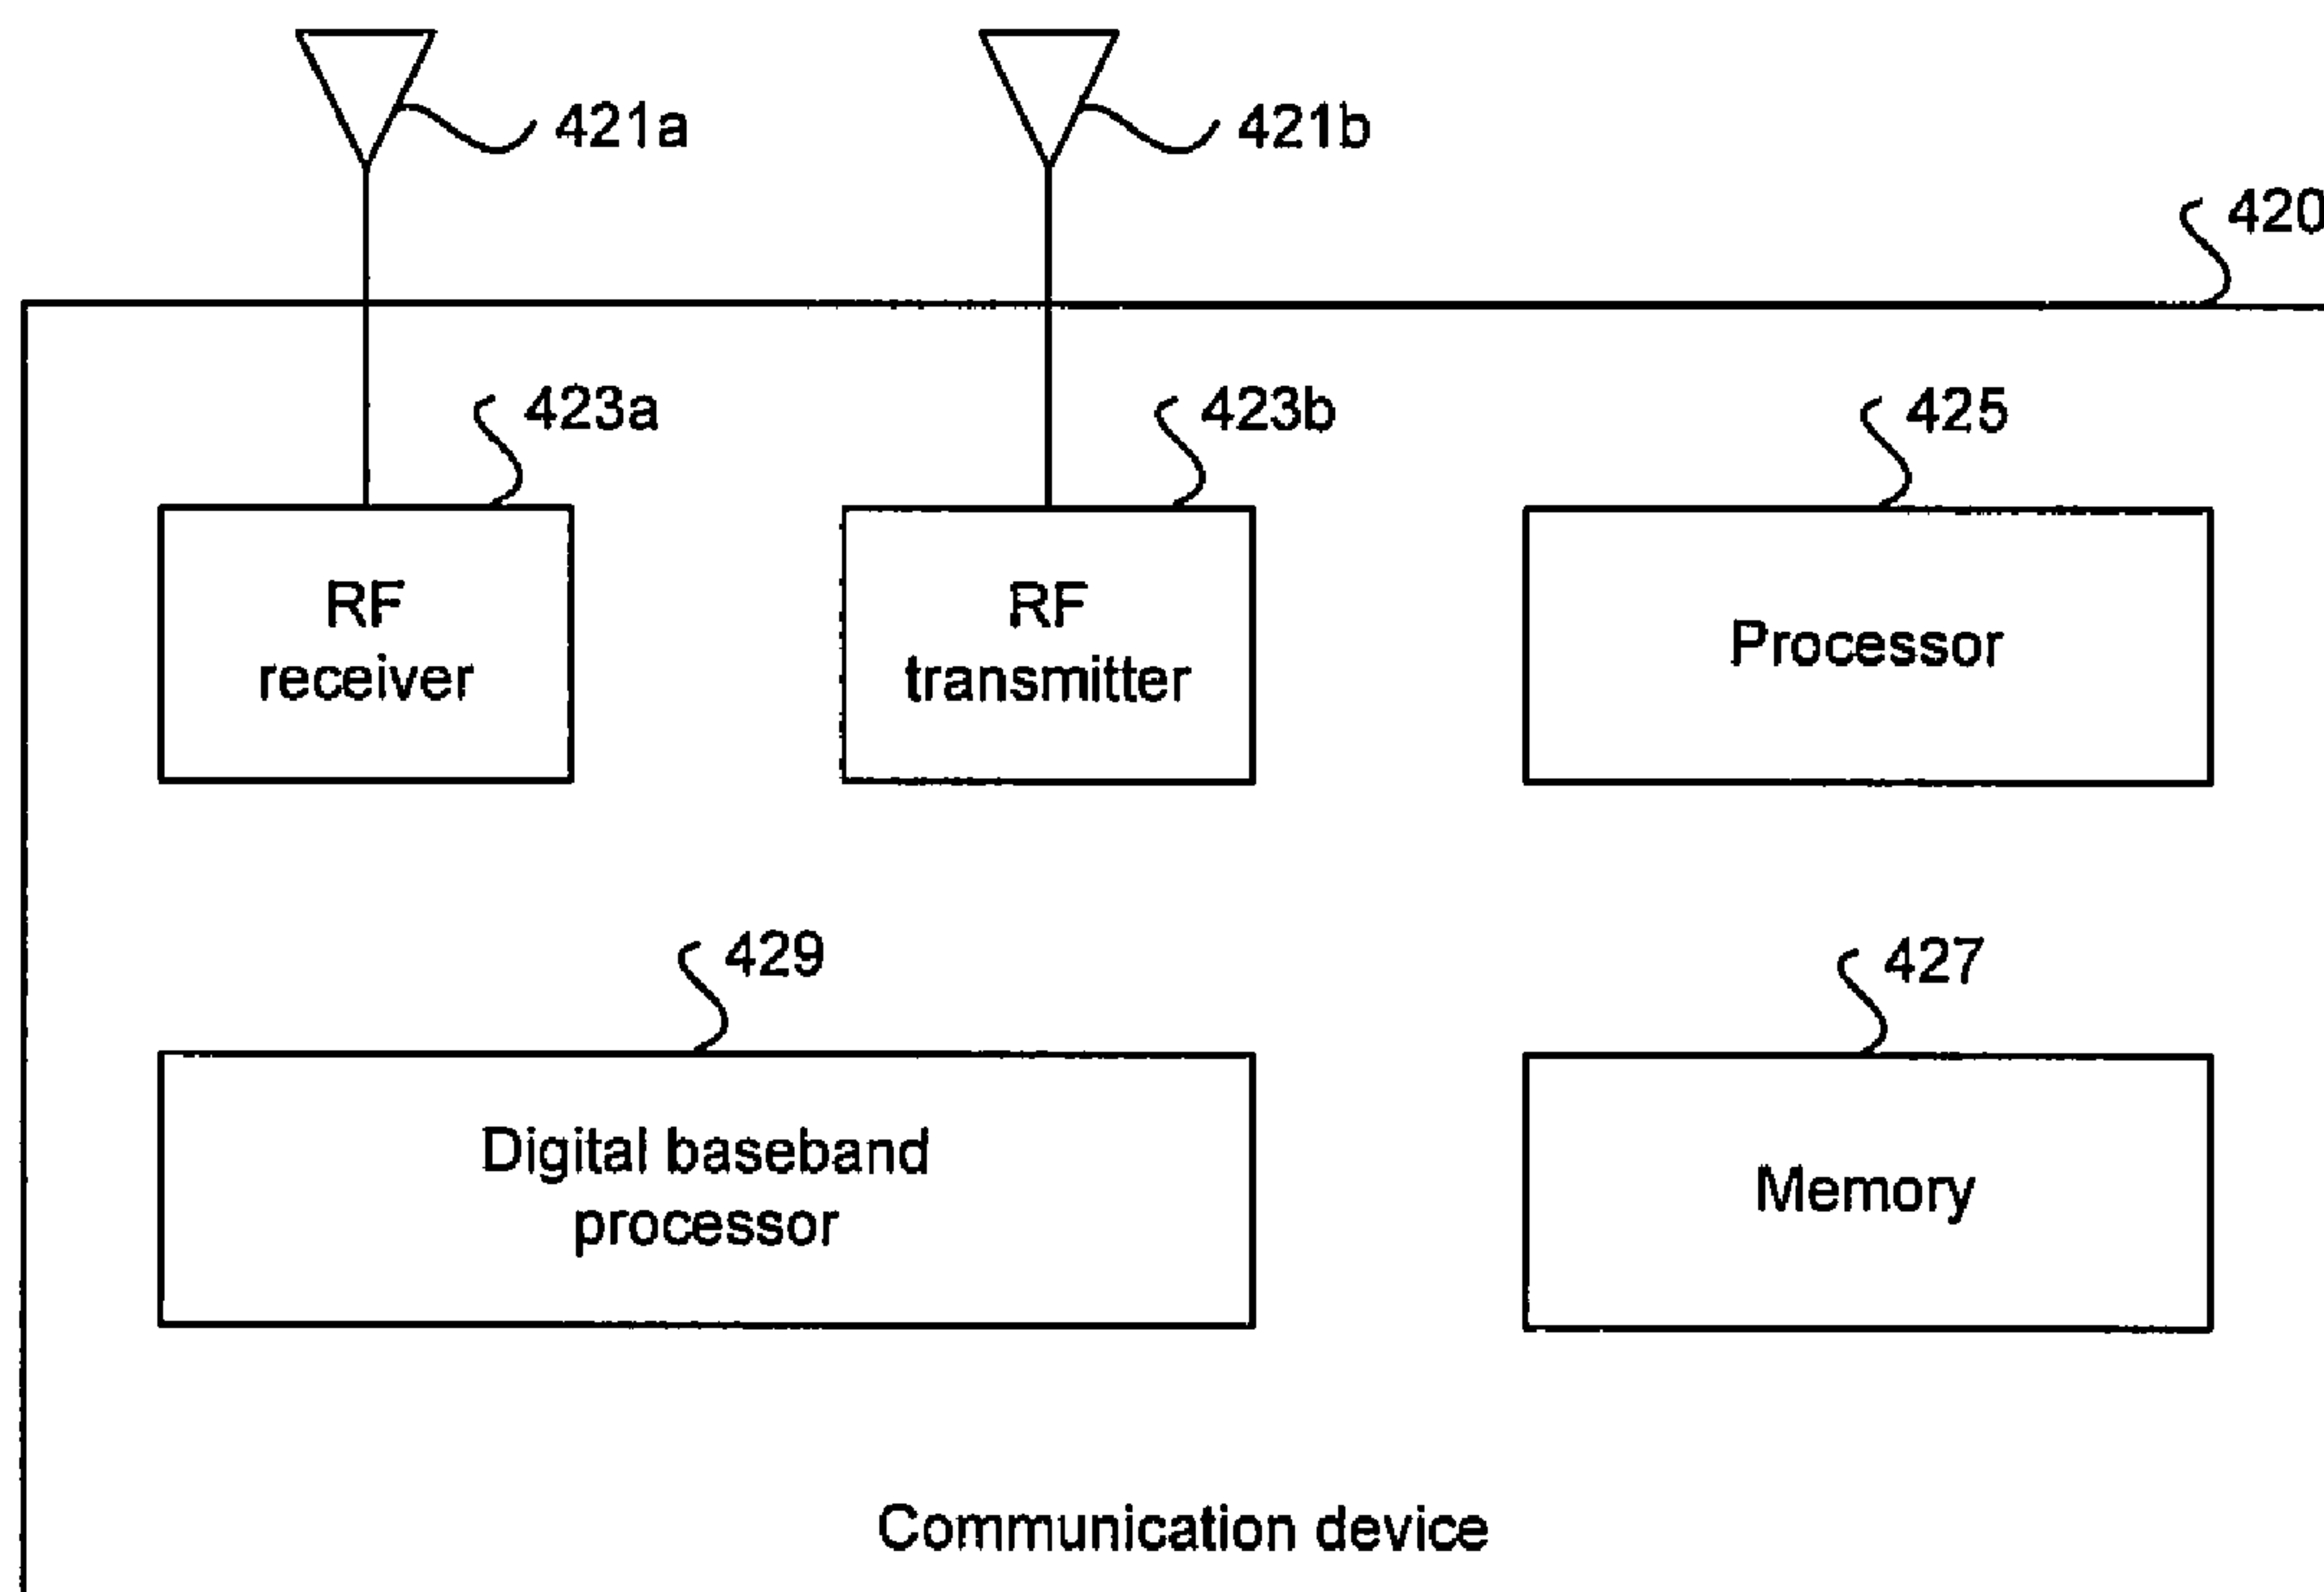 421a
421b
420
423a
423b
425
RF
receiver
RF
transmitter
Processor
429
427
Digital baseband
processor
Memory
Communication device